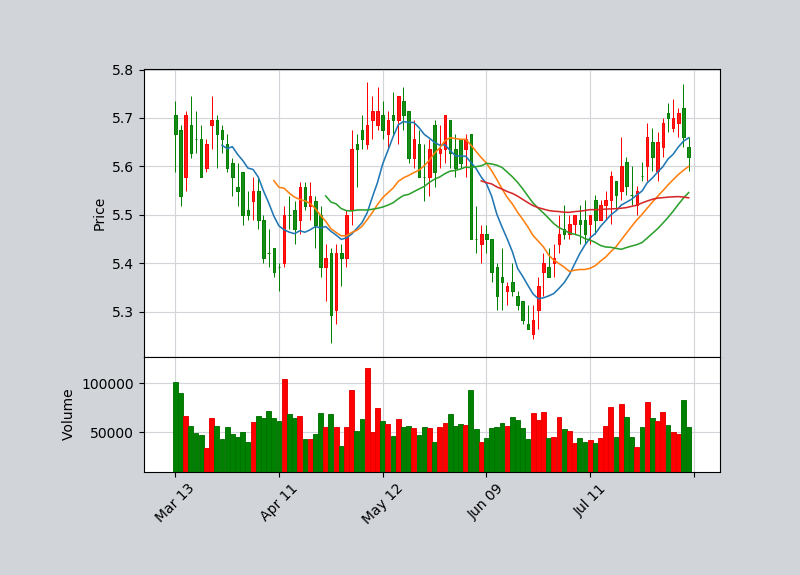 5.8
5.7
5.6
5.5
5.4
5.3
Price
100000
50000
Volume
Mar 13
Apr 11
May 12
Jun 09
Jul 11